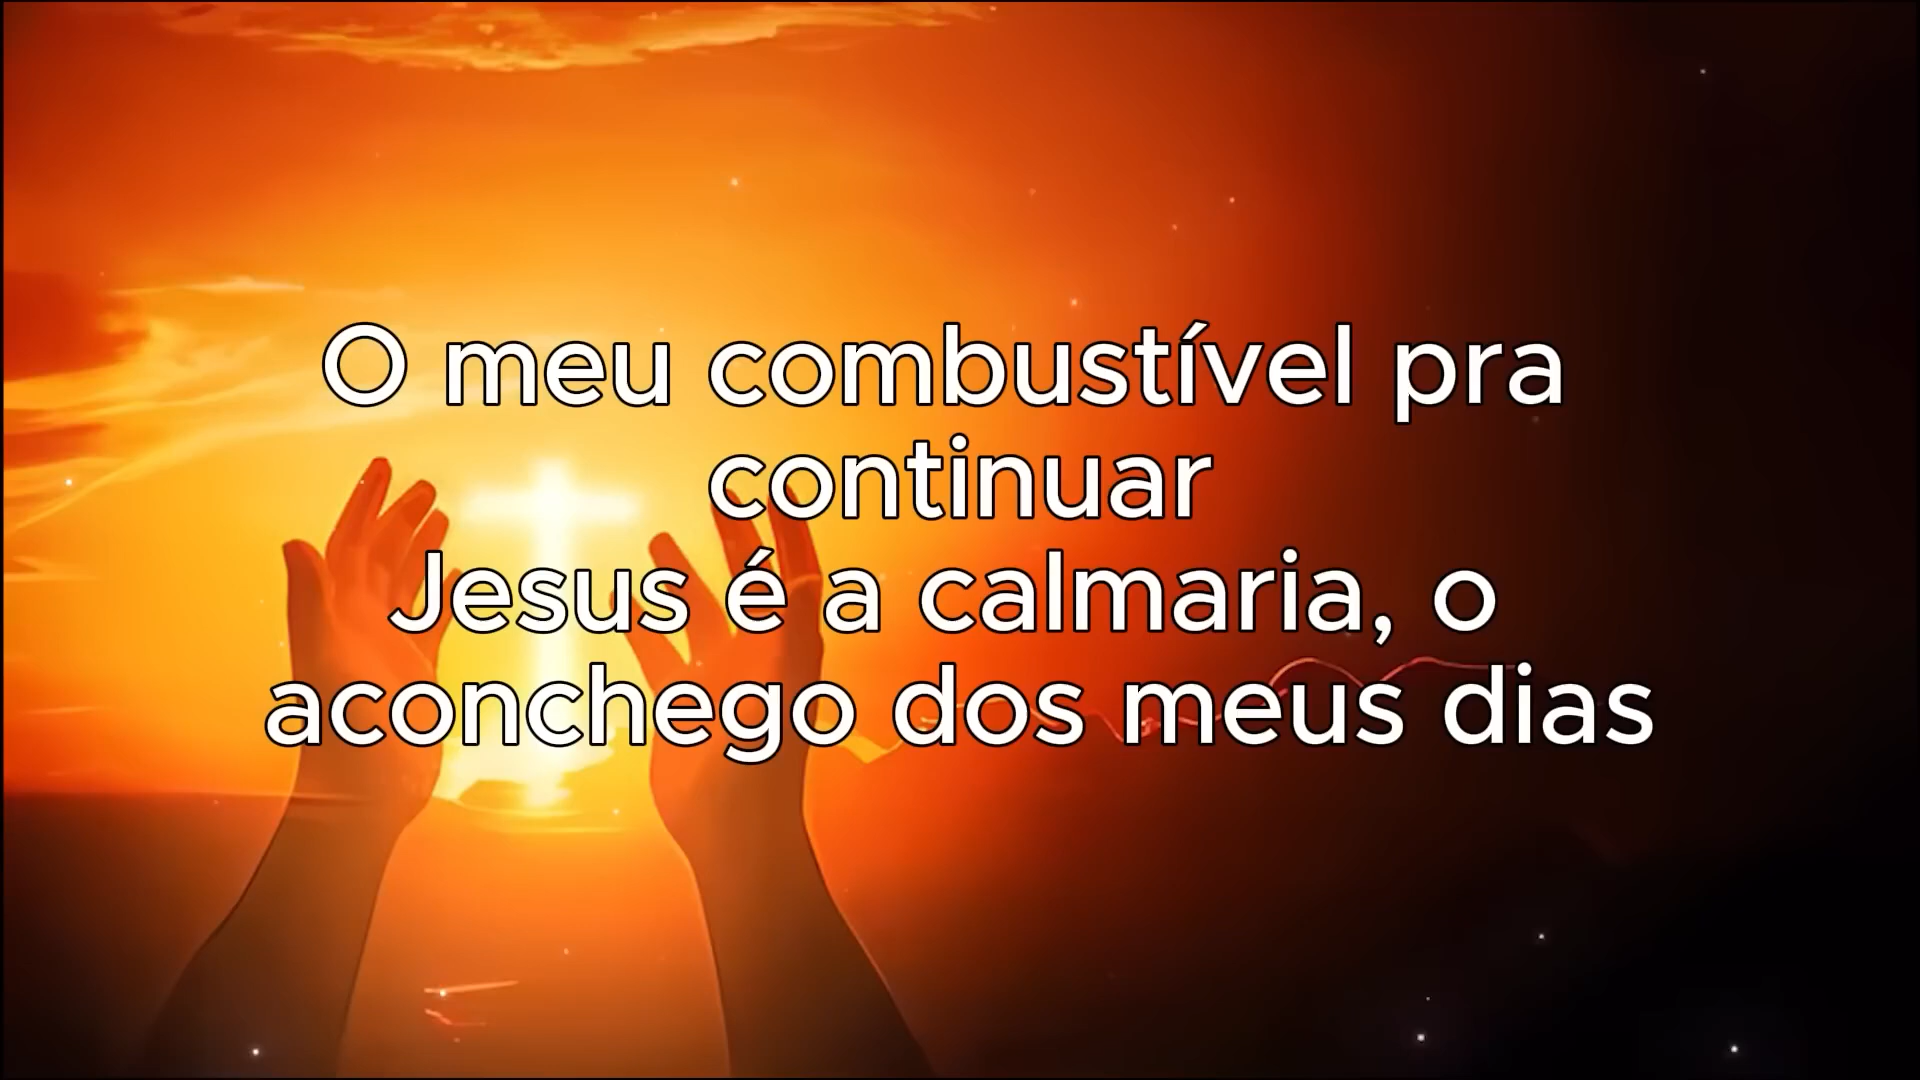 O meu combustível pra
continuar
Jesus é a calmaria, o
aconchego dos meus dias